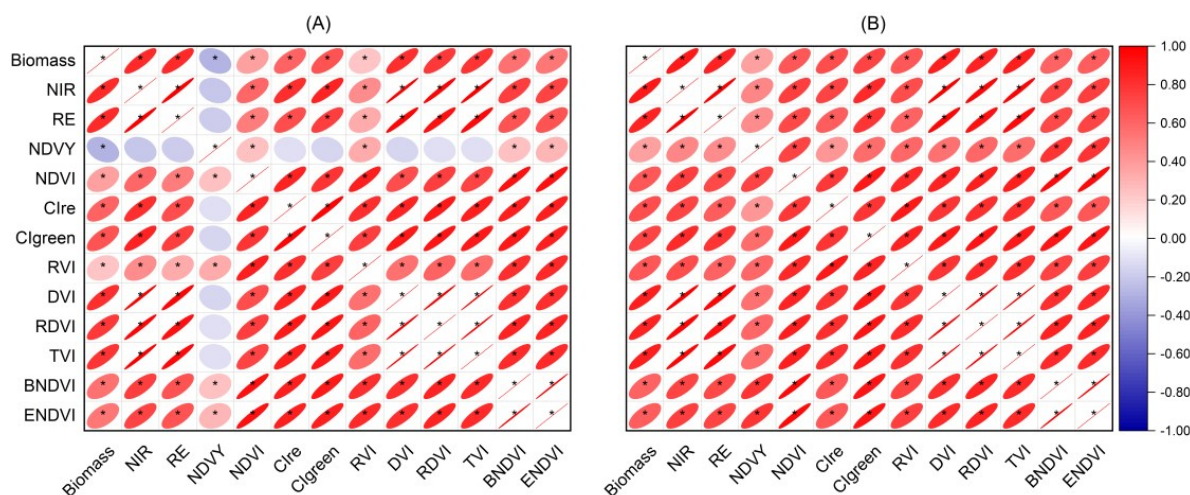 (A) (B)
Biomass
NIR
RE
NDVY
NDVI
CIre
CIgreen
RVI
DVI
RDVI
TVI
BNDVI
ENDVI
1.00
0.80
0.60
0.40
0.20
0.00
-0.20
-0.40
-0.60
-0.80
-1.00
Biomass NIR RE NDVY NDVI CIre CIgreen RVI DVI RDVI TVI BNDVI ENDVI
Biomass NIR RE NDVY NDVI CIre CIgreen RVI DVI RDVI TVI BNDVI ENDVI